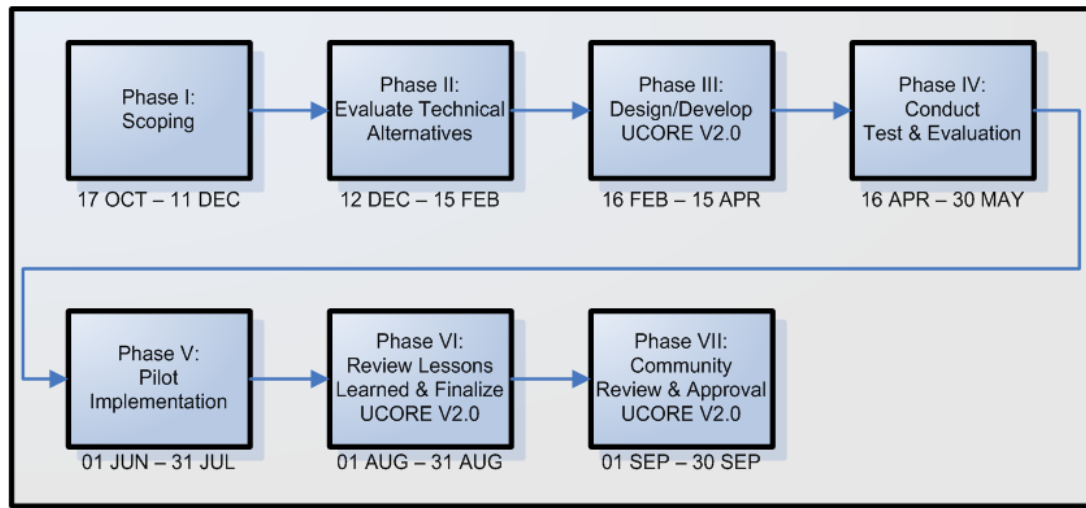 Phase I:
Scoping
17 OCT – 11 DEC
Phase II:
Evaluate Technical
Alternatives
12 DEC – 15 FEB
Phase III:
Design/Develop
UCORE V2.0
16 FEB – 15 APR
Phase IV:
Conduct
Test & Evaluation
16 APR – 30 MAY
Phase V:
Pilot
Implementation
01 JUN – 31 JUL
Phase VI:
Review Lessons
Learned & Finalize
UCORE V2.0
01 AUG – 31 AUG
Phase VII:
Community
Review & Approval
UCORE V2.0
01 SEP – 30 SEP